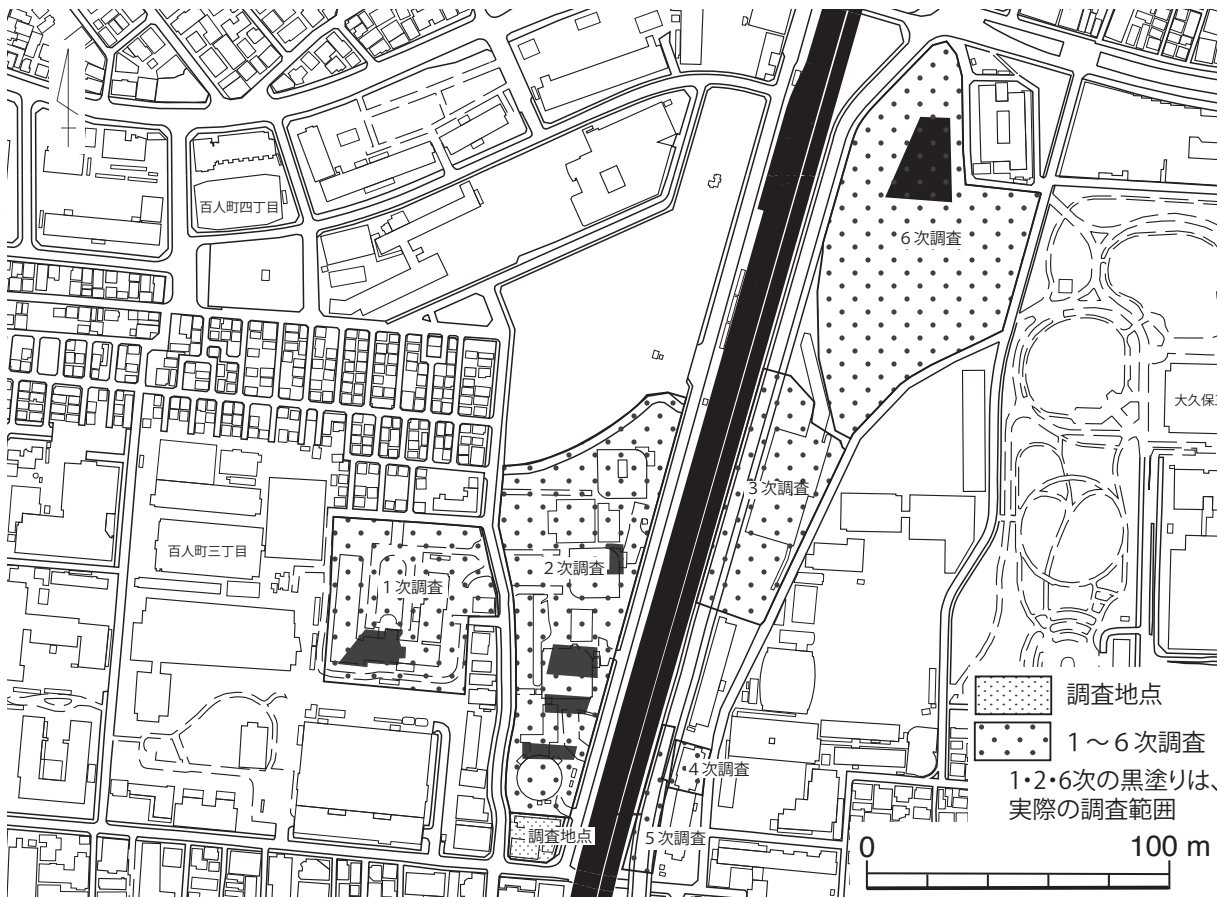 百人町四丁目
6次調査
大久保三
3次調査
百人町三丁目
2次調査
1次調査
調査地点
1～6次調査
4次調査
1・2・6次の黒塗りは、
実際の調査範囲
調査地点
5次調査
0
100 m